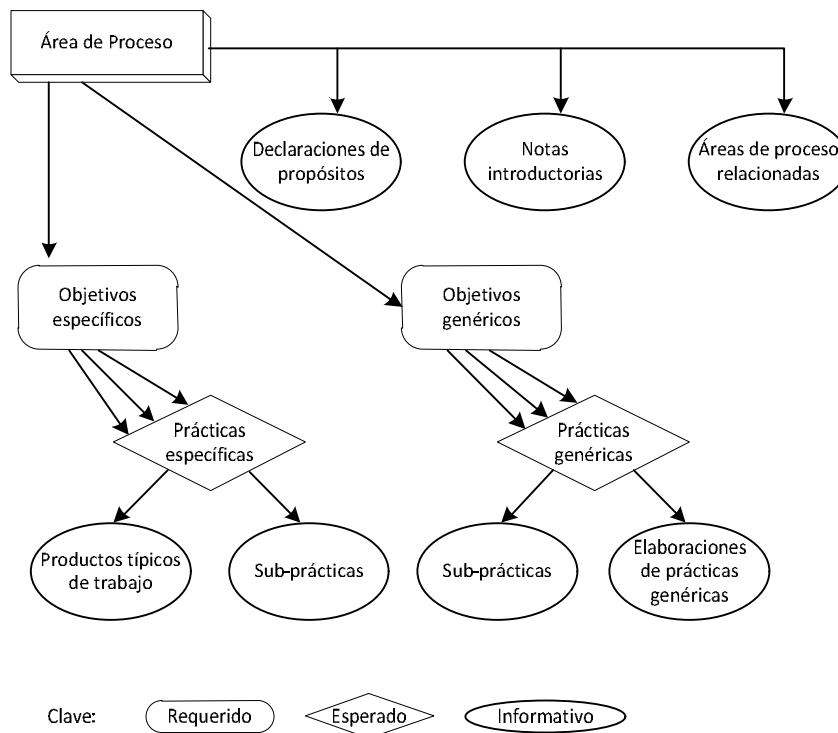 Área de Proceso
Declaraciones de
propósitos
Notas
introductorias
Áreas de proceso
relacionadas
Objetivos
específicos
Objetivos
genéricos
Prácticas
específicas
Prácticas
genéricas
Productos típicos
de trabajo
Sub-prácticas
Sub-prácticas
Elaboraciones
de prácticas
genéricas
Clave:
Requerido
Esperado
Informativo